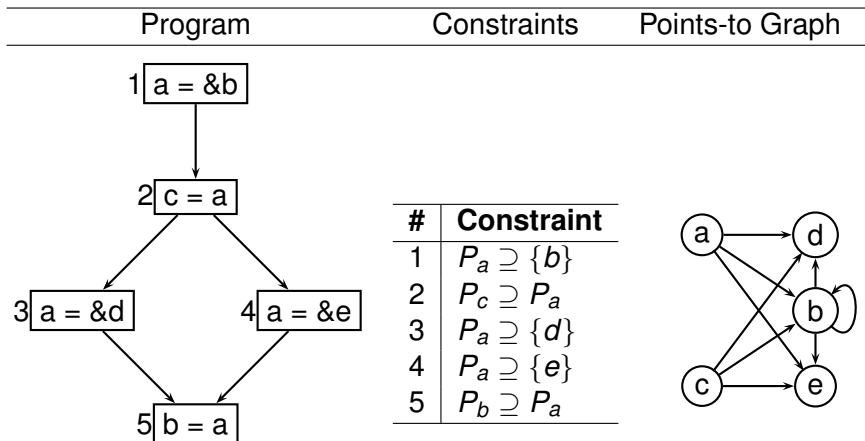 Program Constraints Points-to Graph
1 a = &b
2 c = a
3 a = &d
4 a = &e
5 b = a
# Constraint
1 Pa ⊇ {b}
2 Pc ⊇ Pa
3 Pa ⊇ {d}
4 Pa ⊇ {e}
5 Pb ⊇ Pa
a d
b
c e